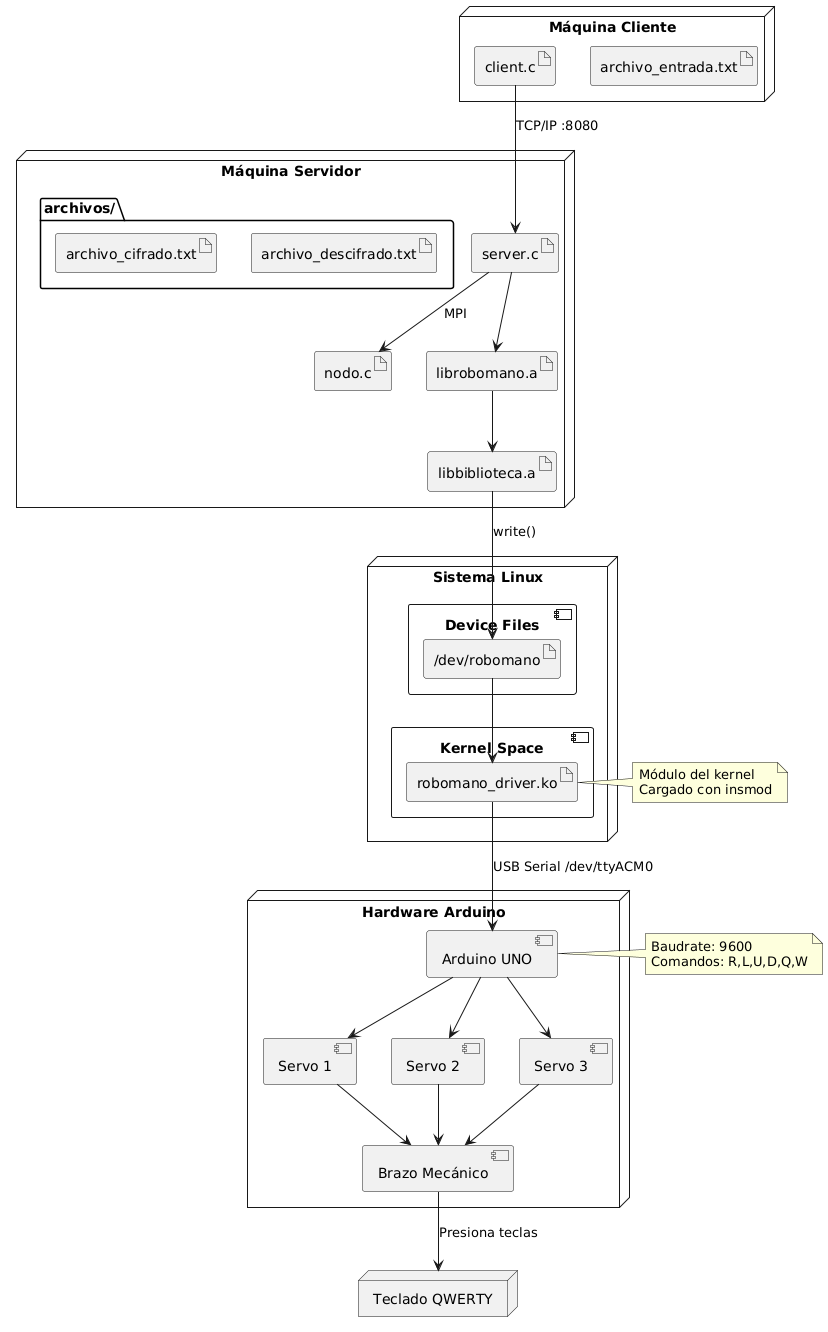 Máquina Cliente
client.c
archivo_entrada.txt
TCP/IP :8080
Máquina Servidor
archivos/
archivo_cifrado.txt
archivo_descifrado.txt
server.c
MPI
nodo.c
librobomano.a
libbiblioteca.a
write()
Sistema Linux
Device Files
/dev/robomano
Kernel Space
robomano_driver.ko
Módulo del kernel
Cargado con insmod
USB Serial /dev/ttyACM0
Hardware Arduino
Arduino UNO
Baudrate: 9600
Comandos: R,L,U,D,Q,W
Servo 1
Servo 2
Servo 3
Brazo Mecánico
Presiona teclas
Teclado QWERTY